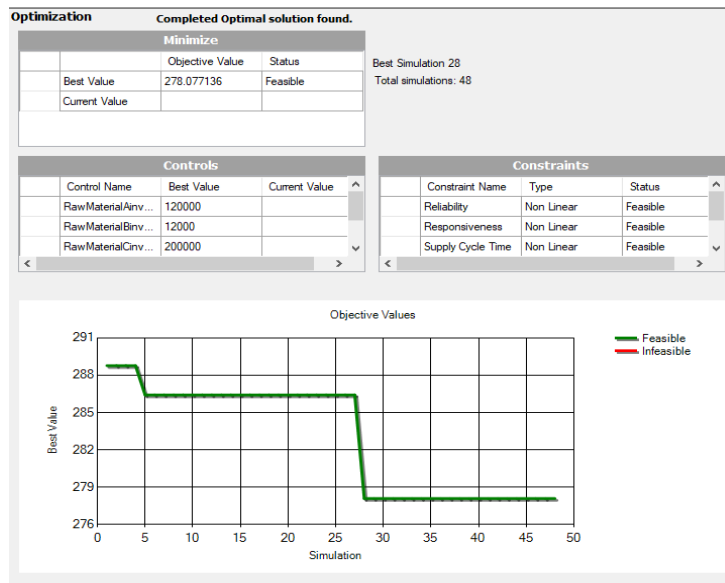 Optimization Completed Optimal solution found.
Minimize
Objective Value Status
Best Value 278.077136 Feasible
Current Value
Best Simulation 28
Total simulations: 48
Controls
Control Name Best Value Current Value
RawMaterialAinv... 120000
RawMaterialBinv... 12000
RawMaterialCinv... 200000
Constraints
Constraint Name Type Status
Reliability Non Linear Feasible
Responsiveness Non Linear Feasible
Supply Cycle Time Non Linear Feasible
Objective Values
291
288
285
282
279
276
Best Value
0 5 10 15 20 25 30 35 40 45 50
Simulation
Feasible
Infeasible